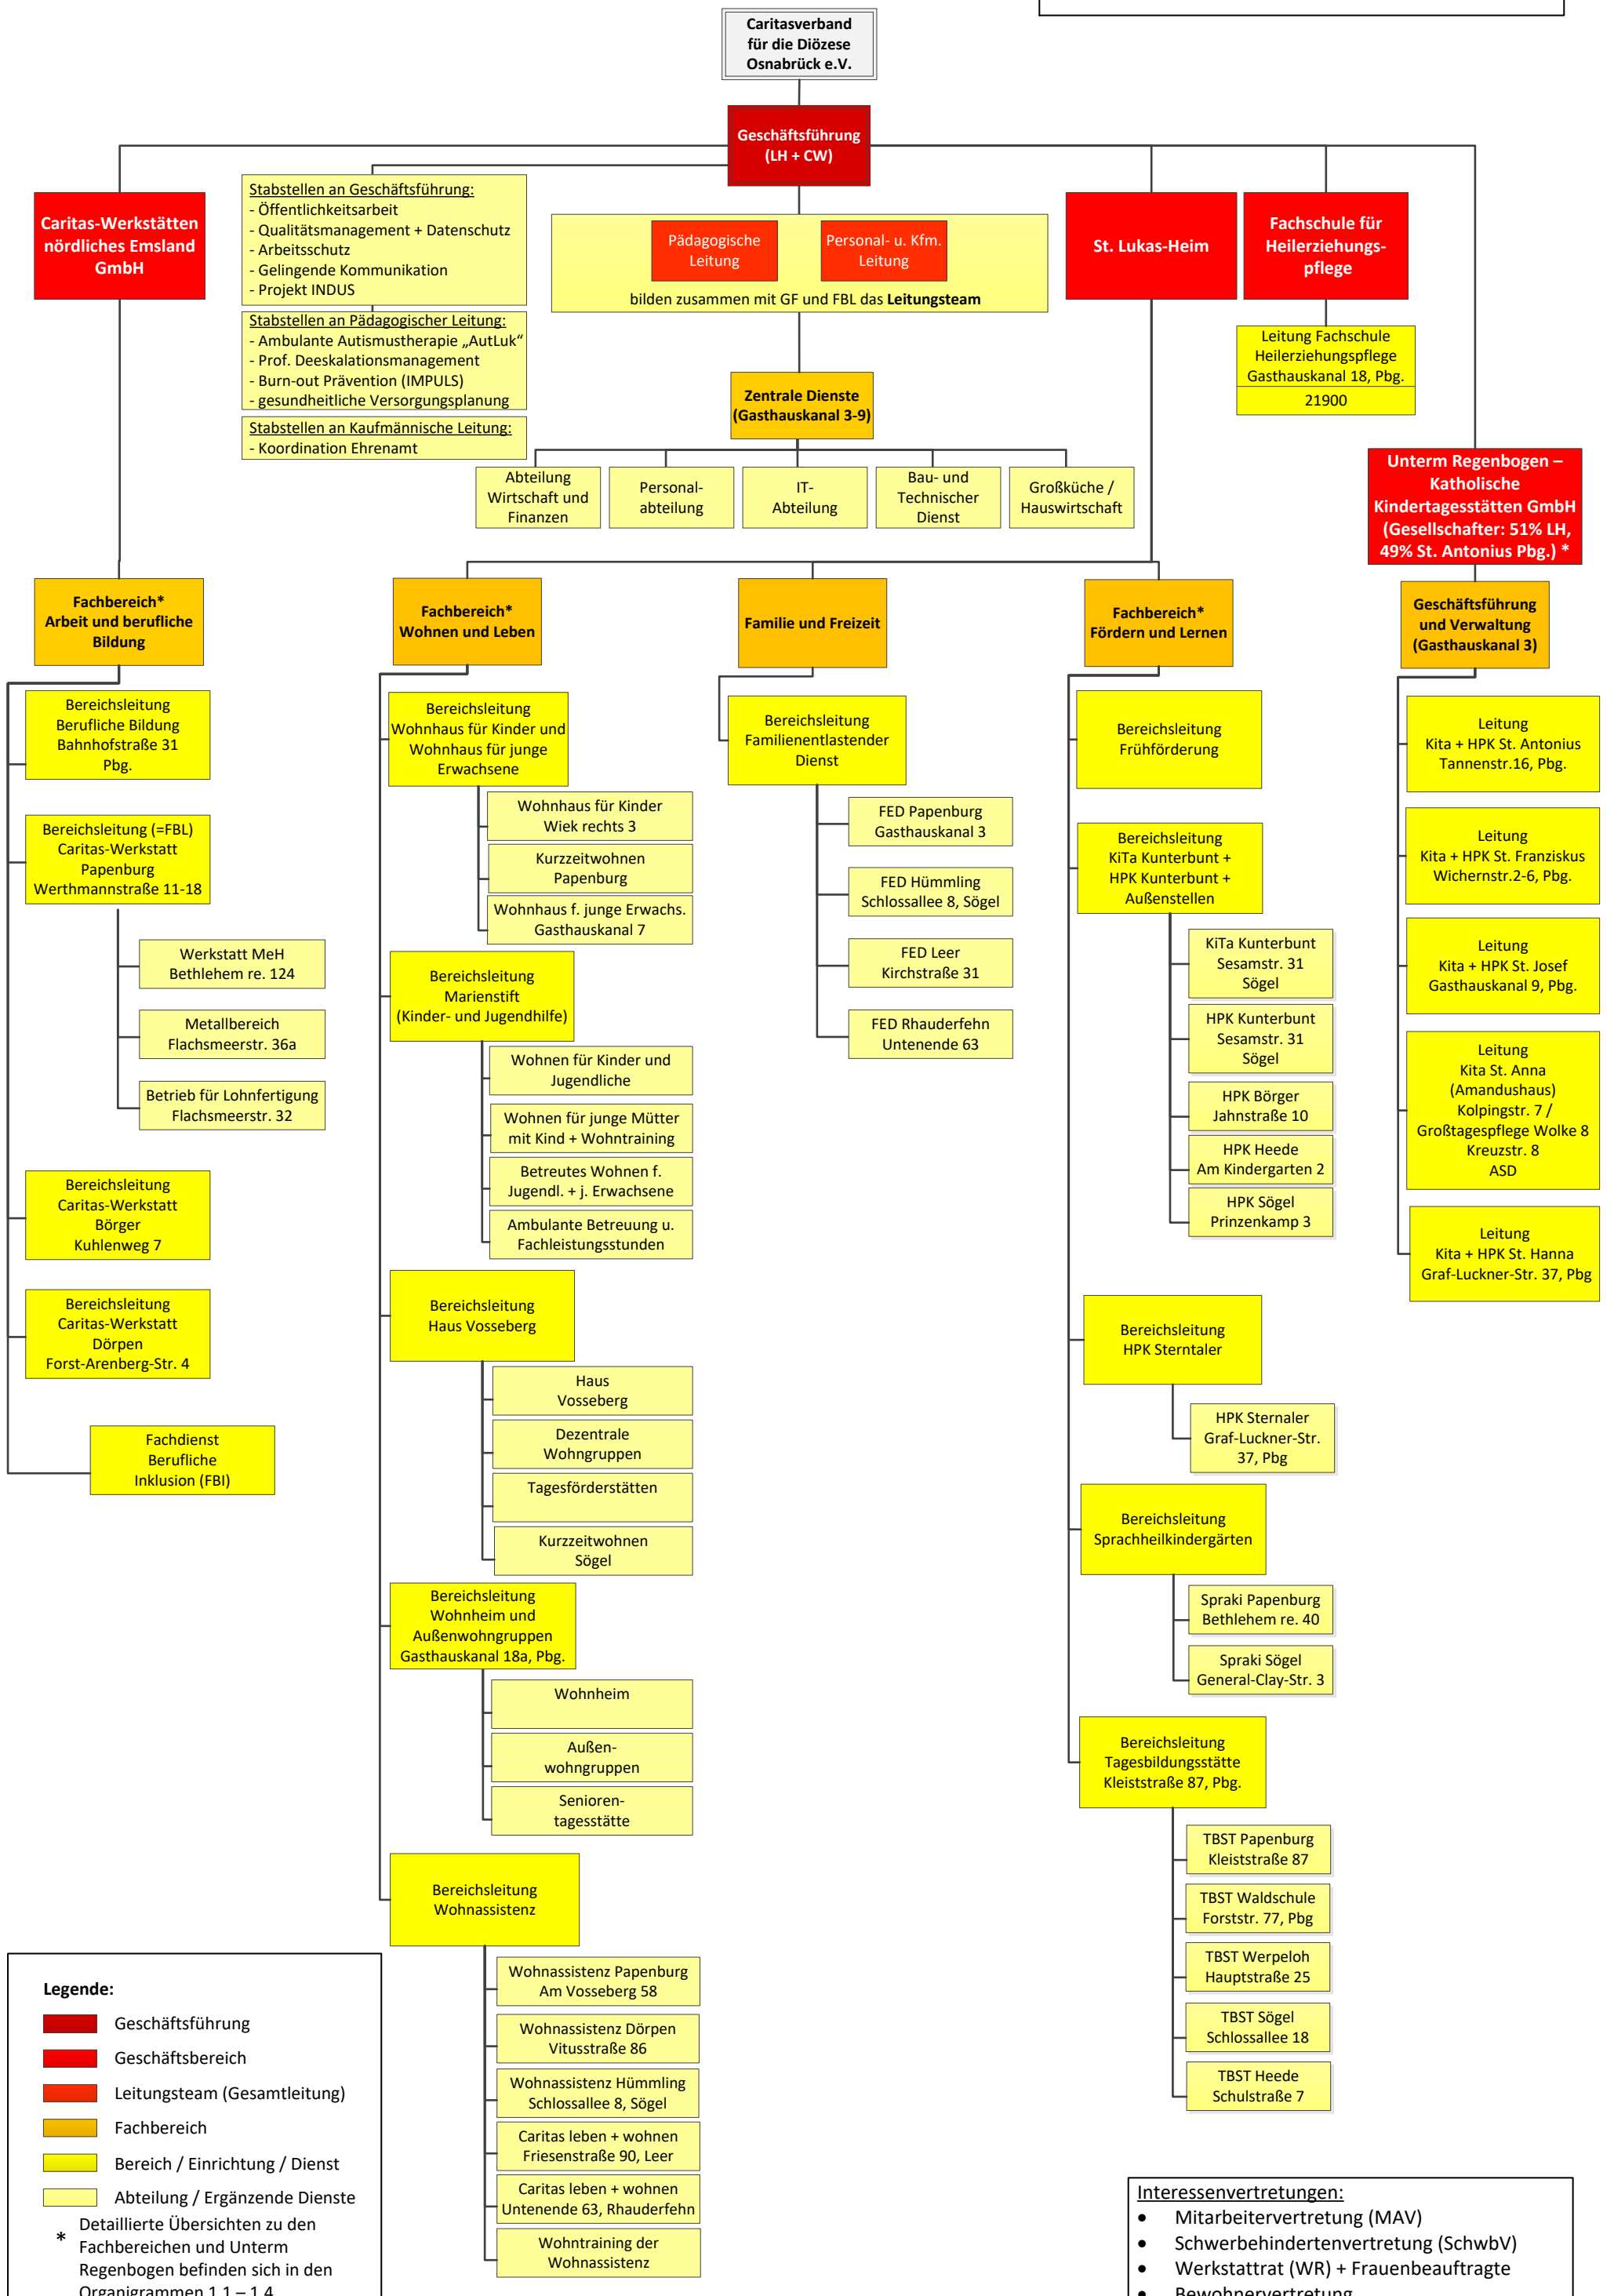 Caritasverband
für die Diözese
Osnabrück e.V.
Geschäftsführung
(LH + CW)
Caritas-Werkstätten
nördliches Emsland
GmbH
Stabstellen an Geschäftsführung:
- Öffentlichkeitsarbeit
- Qualitätsmanagement + Datenschutz
- Arbeitsschutz
- Gelingende Kommunikation
- Projekt INDUS
Stabstellen an Pädagogischer Leitung:
- Ambulante Autismustherapie „AutLuk“
- Prof. Deeskalationsmanagement
- Burn-out Prävention (IMPULS)
- gesundheitliche Versorgungsplanung
Stabstellen an Kaufmännische Leitung:
- Koordination Ehrenamt
Pädagogische
Leitung
Personal- u. Kfm.
Leitung
bilden zusammen mit GF und FBL das Leitungsteam
St. Lukas-Heim
Fachschule für
Heilerziehungs-
pflege
Leitung Fachschule
Heilerziehungspflege
Gasthauskanal 18, Pbg.
21900
Zentrale Dienste
(Gasthauskanal 3-9)
Abteilung
Wirtschaft und
Finanzen
Personal-
abteilung
IT-
Abteilung
Bau- und
Technischer
Dienst
Großküche /
Hauswirtschaft
Unterm Regenbogen –
Katholische
Kindertagesstätten GmbH
(Gesellschafter: 51% LH,
49% St. Antonius Pbg.) *
Fachbereich*
Arbeit und berufliche
Bildung
Bereichsleitung
Berufliche Bildung
Bahnhofstraße 31
Pbg.
Bereichsleitung (=FBL)
Caritas-Werkstatt
Papenburg
Werthmannstraße 11-18
Werkstatt MeH
Bethlehem re. 124
Metallbereich
Flachsmeerstr. 36a
Betrieb für Lohnfertigung
Flachsmeerstr. 32
Bereichsleitung
Caritas-Werkstatt
Börger
Kuhlenweg 7
Bereichsleitung
Caritas-Werkstatt
Dörpen
Forst-Arenberg-Str. 4
Fachdienst
Berufliche
Inklusion (FBI)
Fachbereich*
Wohnen und Leben
Bereichsleitung
Wohnhaus für Kinder und
Wohnhaus für junge
Erwachsene
Wohnhaus für Kinder
Wiek rechts 3
Kurzzeitwohnen
Papenburg
Wohnhaus f. junge Erwachs.
Gasthauskanal 7
Bereichsleitung
Marienstift
(Kinder- und Jugendhilfe)
Wohnen für Kinder und
Jugendliche
Wohnen für junge Mütter
mit Kind + Wohntraining
Betreutes Wohnen f.
Jugendl. + j. Erwachsene
Ambulante Betreuung u.
Fachleistungsstunden
Bereichsleitung
Haus Vosseberg
Haus
Vosseberg
Dezentrale
Wohngruppen
Tagesförderstätten
Kurzzeitwohnen
Sögel
Bereichsleitung
Wohnheim und
Außenwohngruppen
Gasthauskanal 18a, Pbg.
Wohnheim
Außen-
wohngruppen
Senioren-
tagesstätte
Bereichsleitung
Wohnassistenz
Wohnassistenz Papenburg
Am Vosseberg 58
Wohnassistenz Dörpen
Vitusstraße 86
Wohnassistenz Hümmling
Schlossallee 8, Sögel
Caritas leben + wohnen
Friesenstraße 90, Leer
Caritas leben + wohnen
Untenende 63, Rhauderfehn
Wohntraining der
Wohnassistenz
Familie und Freizeit
Bereichsleitung
Familienentlastender
Dienst
FED Papenburg
Gasthauskanal 3
FED Hümmling
Schlossallee 8, Sögel
FED Leer
Kirchstraße 31
FED Rhauderfehn
Untenende 63
Fachbereich*
Fördern und Lernen
Bereichsleitung
Frühförderung
Bereichsleitung
KiTa Kunterbunt +
HPK Kunterbunt +
Außenstellen
KiTa Kunterbunt
Sesamstr. 31
Sögel
HPK Kunterbunt
Sesamstr. 31
Sögel
HPK Börger
Jahnstraße 10
HPK Heede
Am Kindergarten 2
HPK Sögel
Prinzenkamp 3
Bereichsleitung
HPK Sterntaler
HPK Sternaler
Graf-Luckner-Str.
37, Pbg
Bereichsleitung
Sprachheilkindergärten
Spraki Papenburg
Bethlehem re. 40
Spraki Sögel
General-Clay-Str. 3
Bereichsleitung
Tagesbildungsstätte
Kleiststraße 87, Pbg.
TBST Papenburg
Kleiststraße 87
TBST Waldschule
Forststr. 77, Pbg
TBST Werpeloh
Hauptstraße 25
TBST Sögel
Schlossallee 18
TBST Heede
Schulstraße 7
Geschäftsführung
und Verwaltung
(Gasthauskanal 3)
Leitung
Kita + HPK St. Antonius
Tannenstr.16, Pbg.
Leitung
Kita + HPK St. Franziskus
Wichernstr.2-6, Pbg.
Leitung
Kita + HPK St. Josef
Gasthauskanal 9, Pbg.
Leitung
Kita St. Anna
(Amandushaus)
Kolpingstr. 7 /
Großtagespflege Wolke 8
Kreuzstr. 8
ASD
Leitung
Kita + HPK St. Hanna
Graf-Luckner-Str. 37, Pbg
Legende:
Geschäftsführung
Geschäftsbereich
Leitungsteam (Gesamtleitung)
Fachbereich
Bereich / Einrichtung / Dienst
Abteilung / Ergänzende Dienste
* Detaillierte Übersichten zu den
Fachbereichen und Unterm
Regenbogen befinden sich in den
Organigrammen 1.1 – 1.4
Interessenvertretungen:
• Mitarbeitervertretung (MAV)
• Schwerbehindertenvertretung (SchwbV)
• Werkstattrat (WR) + Frauenbeauftragte
• Bewohnervertretung